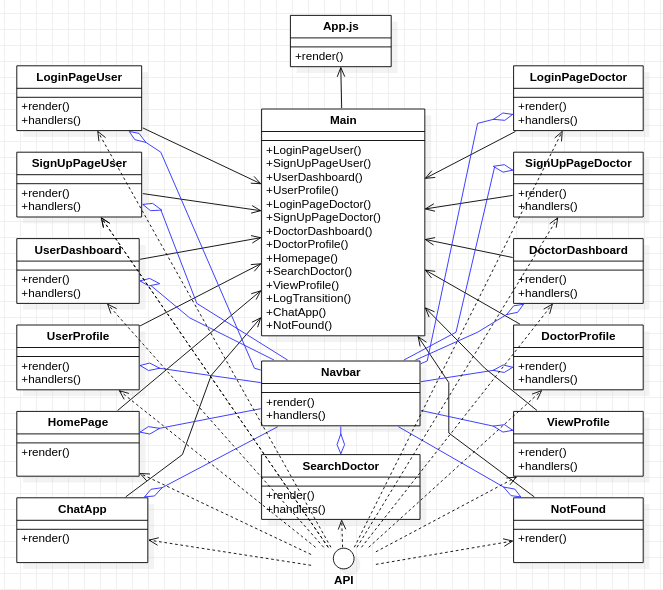 App.js
+render()
LoginPageUser
+render()
+handlers()
LoginPageDoctor
+render()
+handlers()
Main
+LoginPageUser()
+SignUpPageUser()
+UserDashboard()
+UserProfile()
+LoginPageDoctor()
+SignUpPageDoctor()
+DoctorDashboard()
+DoctorProfile()
+Homepage()
+SearchDoctor()
+ViewProfile()
+LogTransition()
+ChatApp()
+NotFound()
SignUpPageUser
+render()
+handlers()
SignUpPageDoctor
+render()
+handlers()
UserDashboard
+render()
+handlers()
DoctorDashboard
+render()
+handlers()
UserProfile
+render()
+handlers()
DoctorProfile
+render()
+handlers()
Navbar
+render()
+handlers()
HomePage
+render()
ViewProfile
+render()
+handlers()
SearchDoctor
+render()
+handlers()
ChatApp
+render()
NotFound
+render()
API